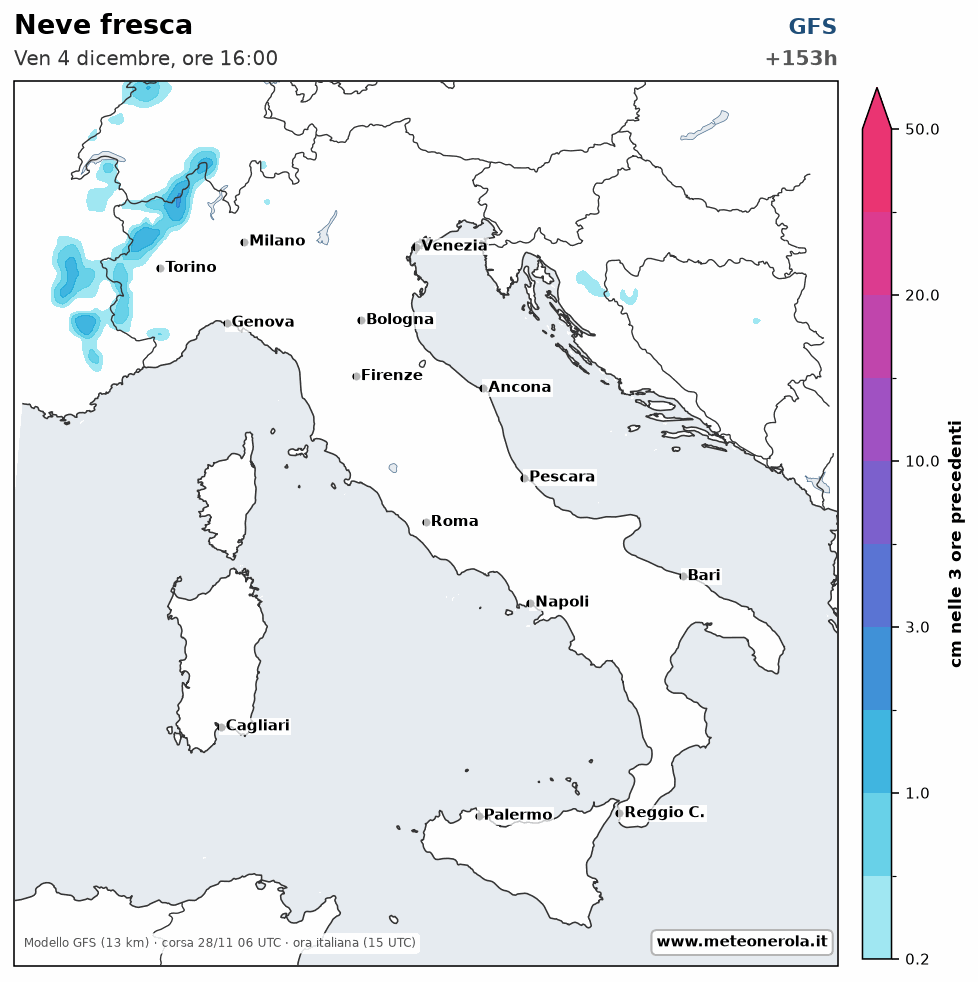 Neve fresca
GFS
Ven 4 dicembre, ore 16:00
+153h
50.0
20.0
10.0
3.0
1.0
0.2
cm nelle 3 ore precedenti
Milano
Venezia
Torino
Genova
Bologna
Firenze
Ancona
Pescara
Roma
Bari
Napoli
Cagliari
Palermo
Reggio C.
Modello GFS (13 km) · corsa 28/11 06 UTC · ora italiana (15 UTC)
www.meteonerola.it